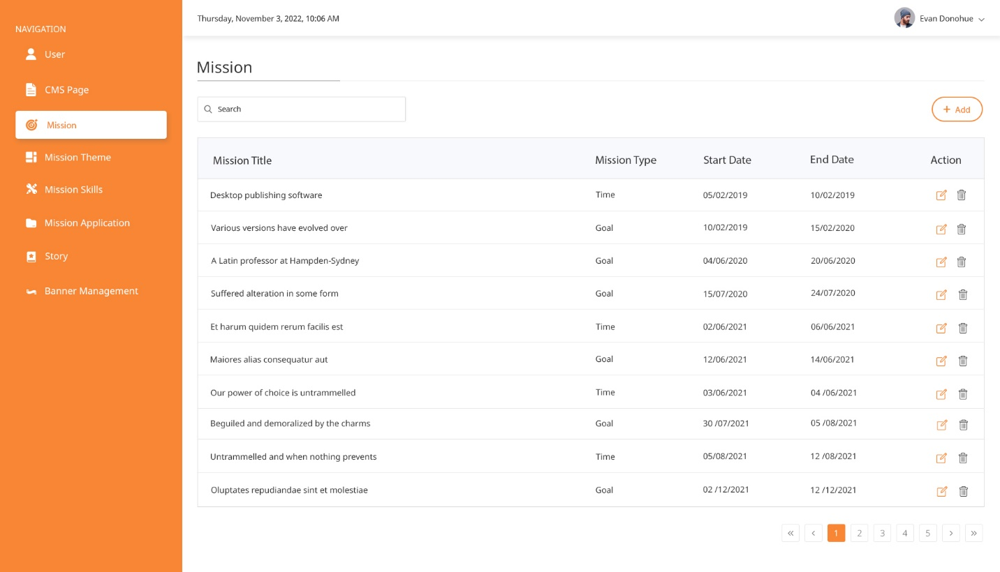 Thursday, November 3, 2022, 10:06 AM
Evan Donohue
NAVIGATION
User
CMS Page
Mission
Mission Theme
Mission Skills
Mission Application
Story
Banner Management
Mission
Search
+ Add
Mission Title Mission Type Start Date End Date Action
Desktop publishing software Time 05/02/2019 10/02/2019
Various versions have evolved over Goal 10/02/2019 15/02/2020
A Latin professor at Hampden-Sydney Goal 04/06/2020 20/06/2020
Suffered alteration in some form Goal 15/07/2020 24/07/2020
Et harum quidem rerum facilis est Time 02/06/2021 06/06/2021
Maiores alias consequatur aut Goal 12/06/2021 14/06/2021
Our power of choice is untrammelled Time 03/06/2021 04 /06/2021
Beguiled and demoralized by the charms Goal 30 /07/2021 05 /08/2021
Untrammelled and when nothing prevents Time 05/08/2021 12 /08/2021
Oluptates repudiandae sint et molestiae Goal 02 /12/2021 12 /12/2021
« ‹ 1 2 3 4 5 › »